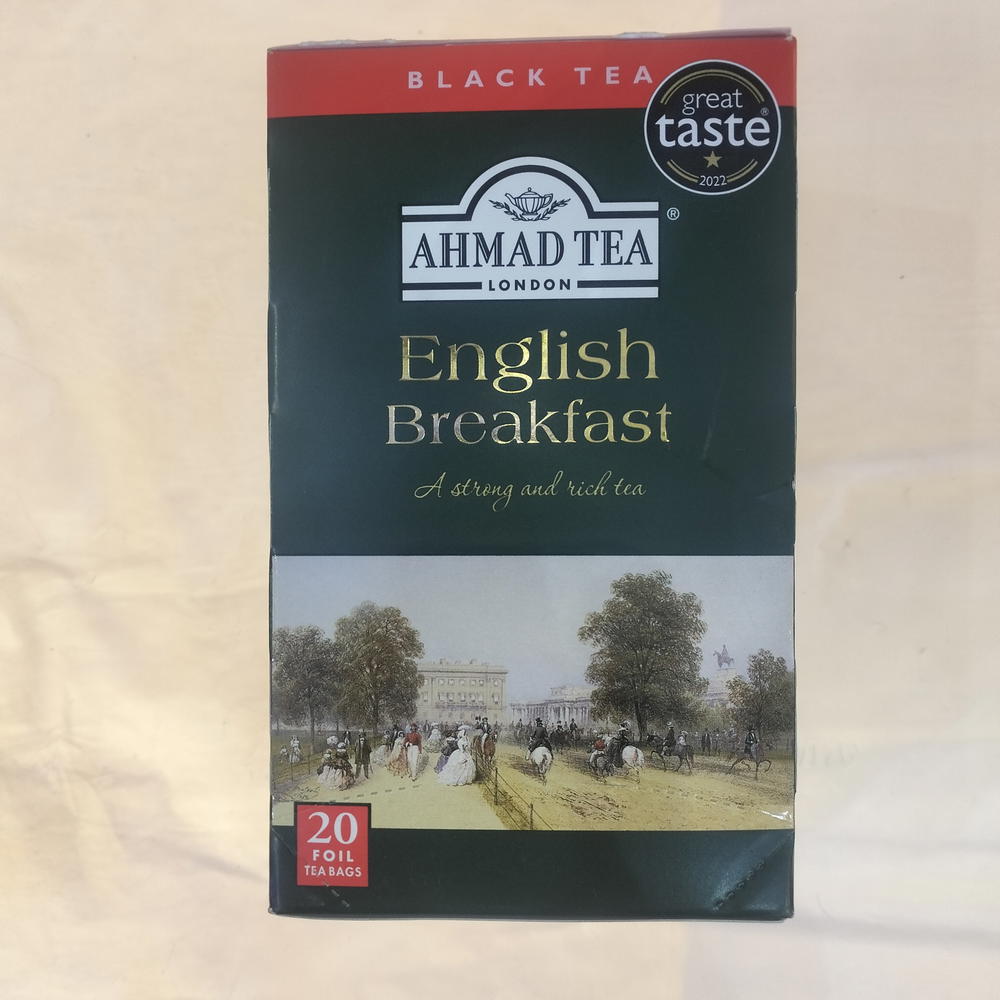 BLACK TEA
great
taste®
2022
AHMAD TEA®
LONDON
English
Breakfast
A strong and rich tea
20
FOIL
TEA BAGS